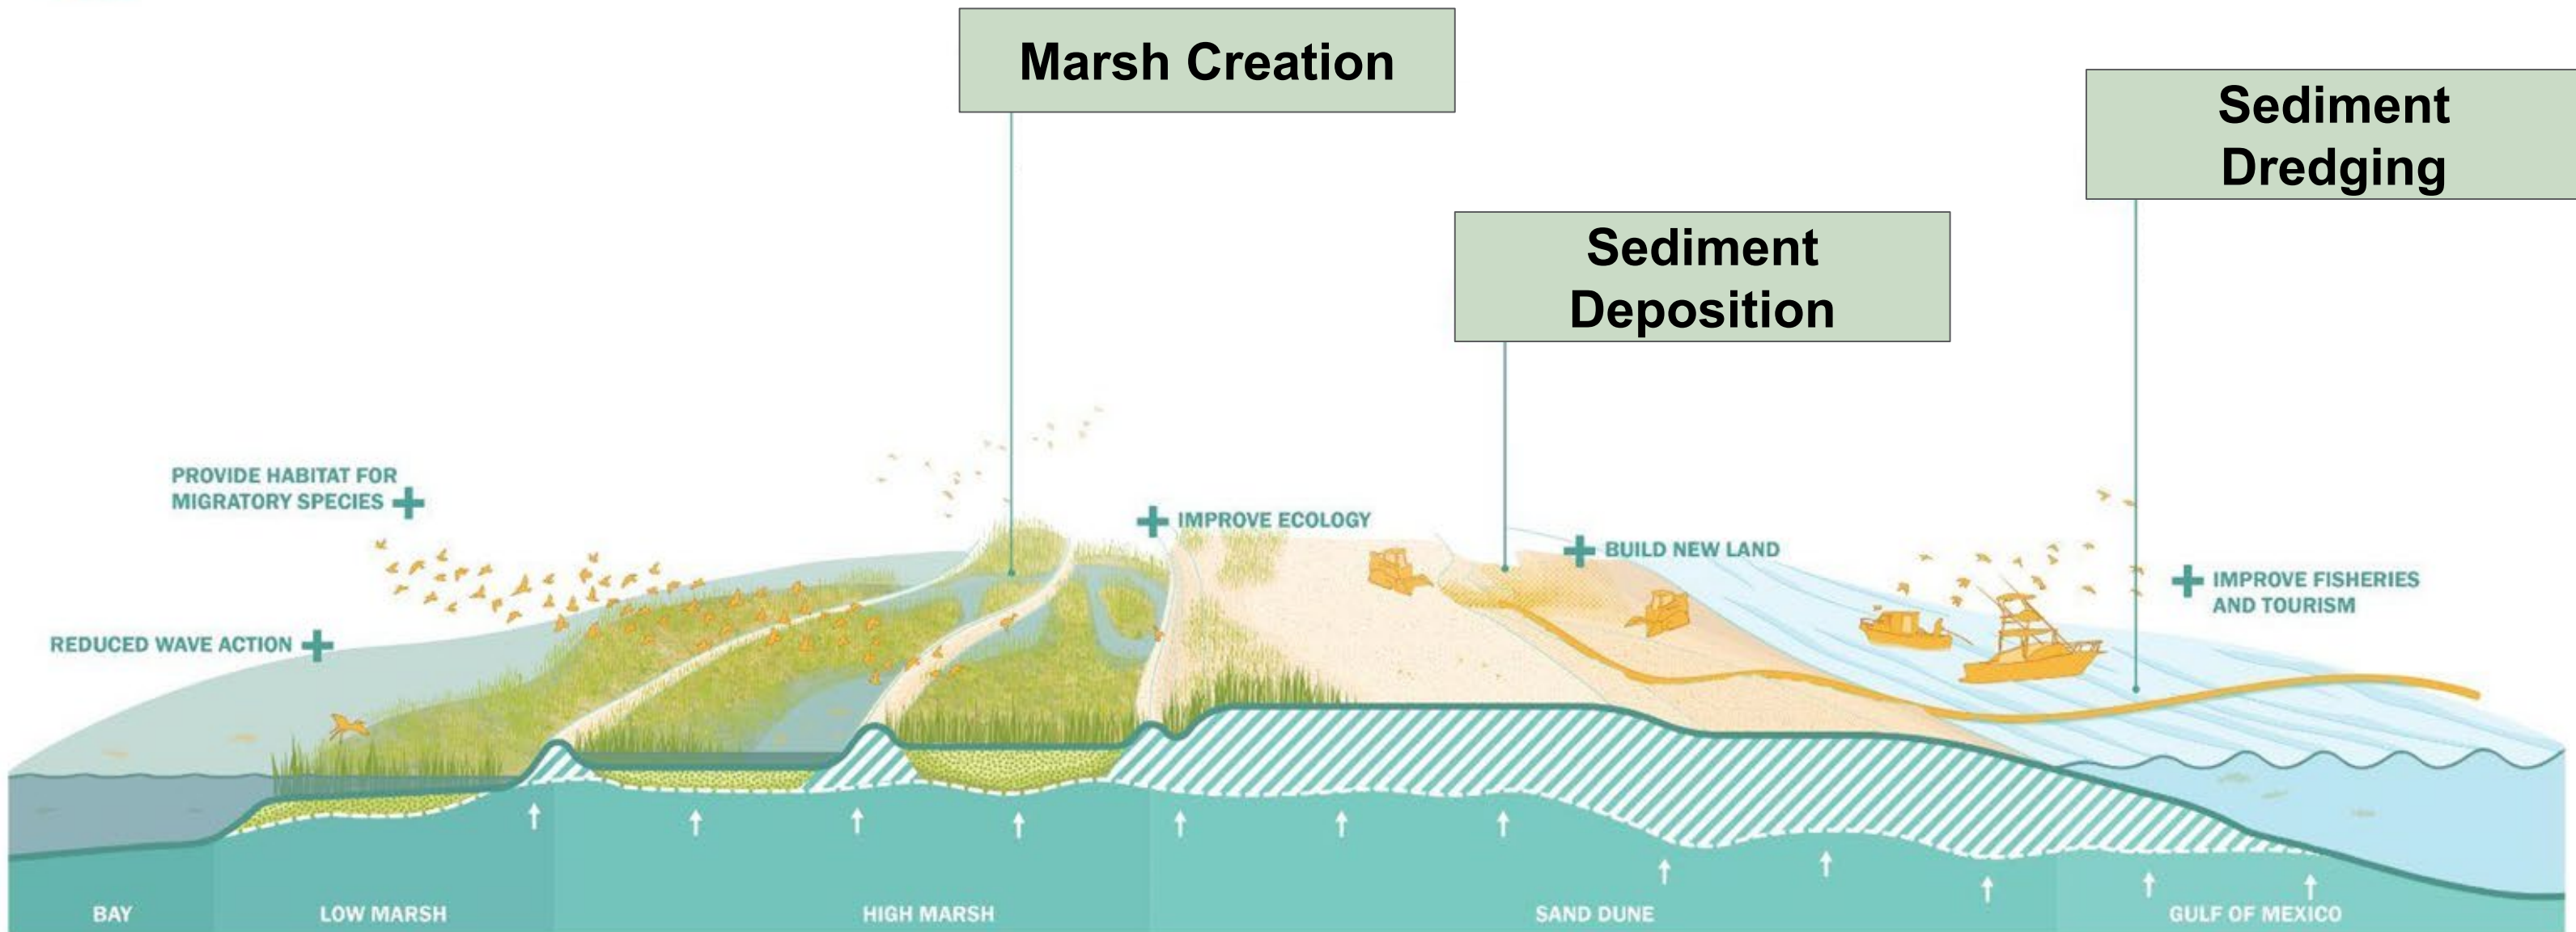 Marsh Creation
Sediment
Dredging
Sediment
Deposition
PROVIDE HABITAT FOR
MIGRATORY SPECIES
IMPROVE ECOLOGY
BUILD NEW LAND
IMPROVE FISHERIES
AND TOURISM
REDUCED WAVE ACTION
BAY
LOW MARSH
HIGH MARSH
SAND DUNE
GULF OF MEXICO